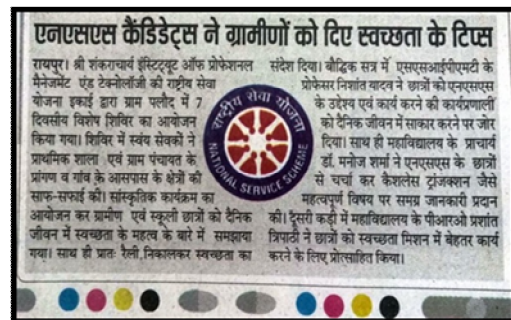 एनएसएस कैंडिडेट्स ने ग्रामीणों को दिए स्वच्छता के टिप्स
रायपुर। श्री शंकराचार्य इंस्टिट्यूट ऑफ प्रोफेशनल
मैनेजमेंट एंड टेक्नोलॉजी की राष्ट्रीय सेवा
योजना इकाई द्वारा ग्राम पलौद में 7
दिवसीय विशेष शिविर का आयोजन
किया गया। शिविर में स्वंय सेवकों ने
प्राथमिक शाला एवं ग्राम पंचायत के
प्रांगण व गांव के आसपास के क्षेत्रों की
साफ-सफाई की। सांस्कृतिक कार्यक्रम का
आयोजन कर ग्रामीण एवं स्कूली छात्रों को दैनिक
जीवन में स्वच्छता के महत्व के बारे में समझाया
गया। साथ ही प्रातः रैली निकालकर स्वच्छता का
राष्ट्रीय सेवा योजना
NATIONAL SERVICE SCHEME
संदेश दिया। बौद्धिक सत्र में एसएसआईपीएमटी के
प्रोफेसर निशांत यादव ने छात्रों को एनएसएस
के उद्देश्य एवं कार्य करने की कार्यप्रणाली
को दैनिक जीवन में साकार करने पर जोर
दिया। साथ ही महाविद्यालय के प्राचार्य
डॉ. मनोज शर्मा ने एनएसएस के छात्रों
से चर्चा कर कैशलेस ट्रांजक्शन जैसे
महत्वपूर्ण विषय पर समग्र जानकारी प्रदान
की। दूसरी कड़ी में महाविद्यालय के पीआरओ प्रशांत
त्रिपाठी ने छात्रों को स्वच्छता मिशन में बेहतर कार्य
करने के लिए प्रोत्साहित किया।